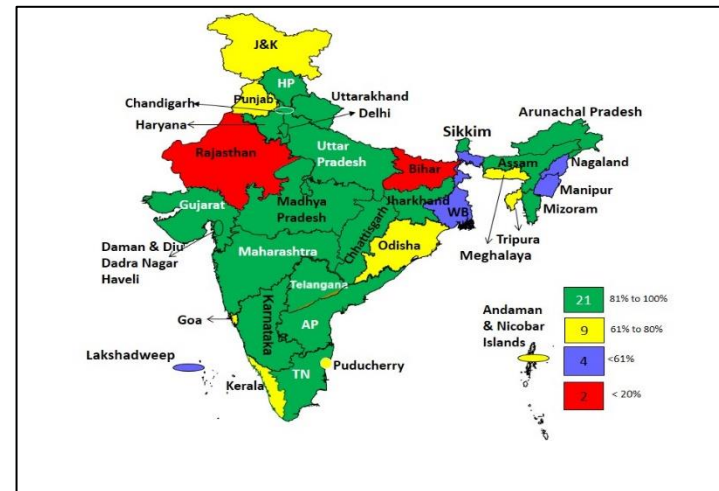 J&K
HP
Punjab
Chandigarh
Uttarakhand
Haryana
Delhi
Arunachal Pradesh
Sikkim
Rajasthan
Uttar
Pradesh
Bihar
Assam
Nagaland
Manipur
Mizoram
Tripura
Meghalaya
Gujarat
Madhya
Pradesh
Jharkhand
WB
Chhattisgarh
Odisha
Daman & Diu
Dadra Nagar
Haveli
Maharashtra
Telangana
Goa
Karnataka
AP
Lakshadweep
Kerala
TN
Puducherry
Andaman
& Nicobar
Islands
21 81% to 100%
9 61% to 80%
4 <61%
2 < 20%